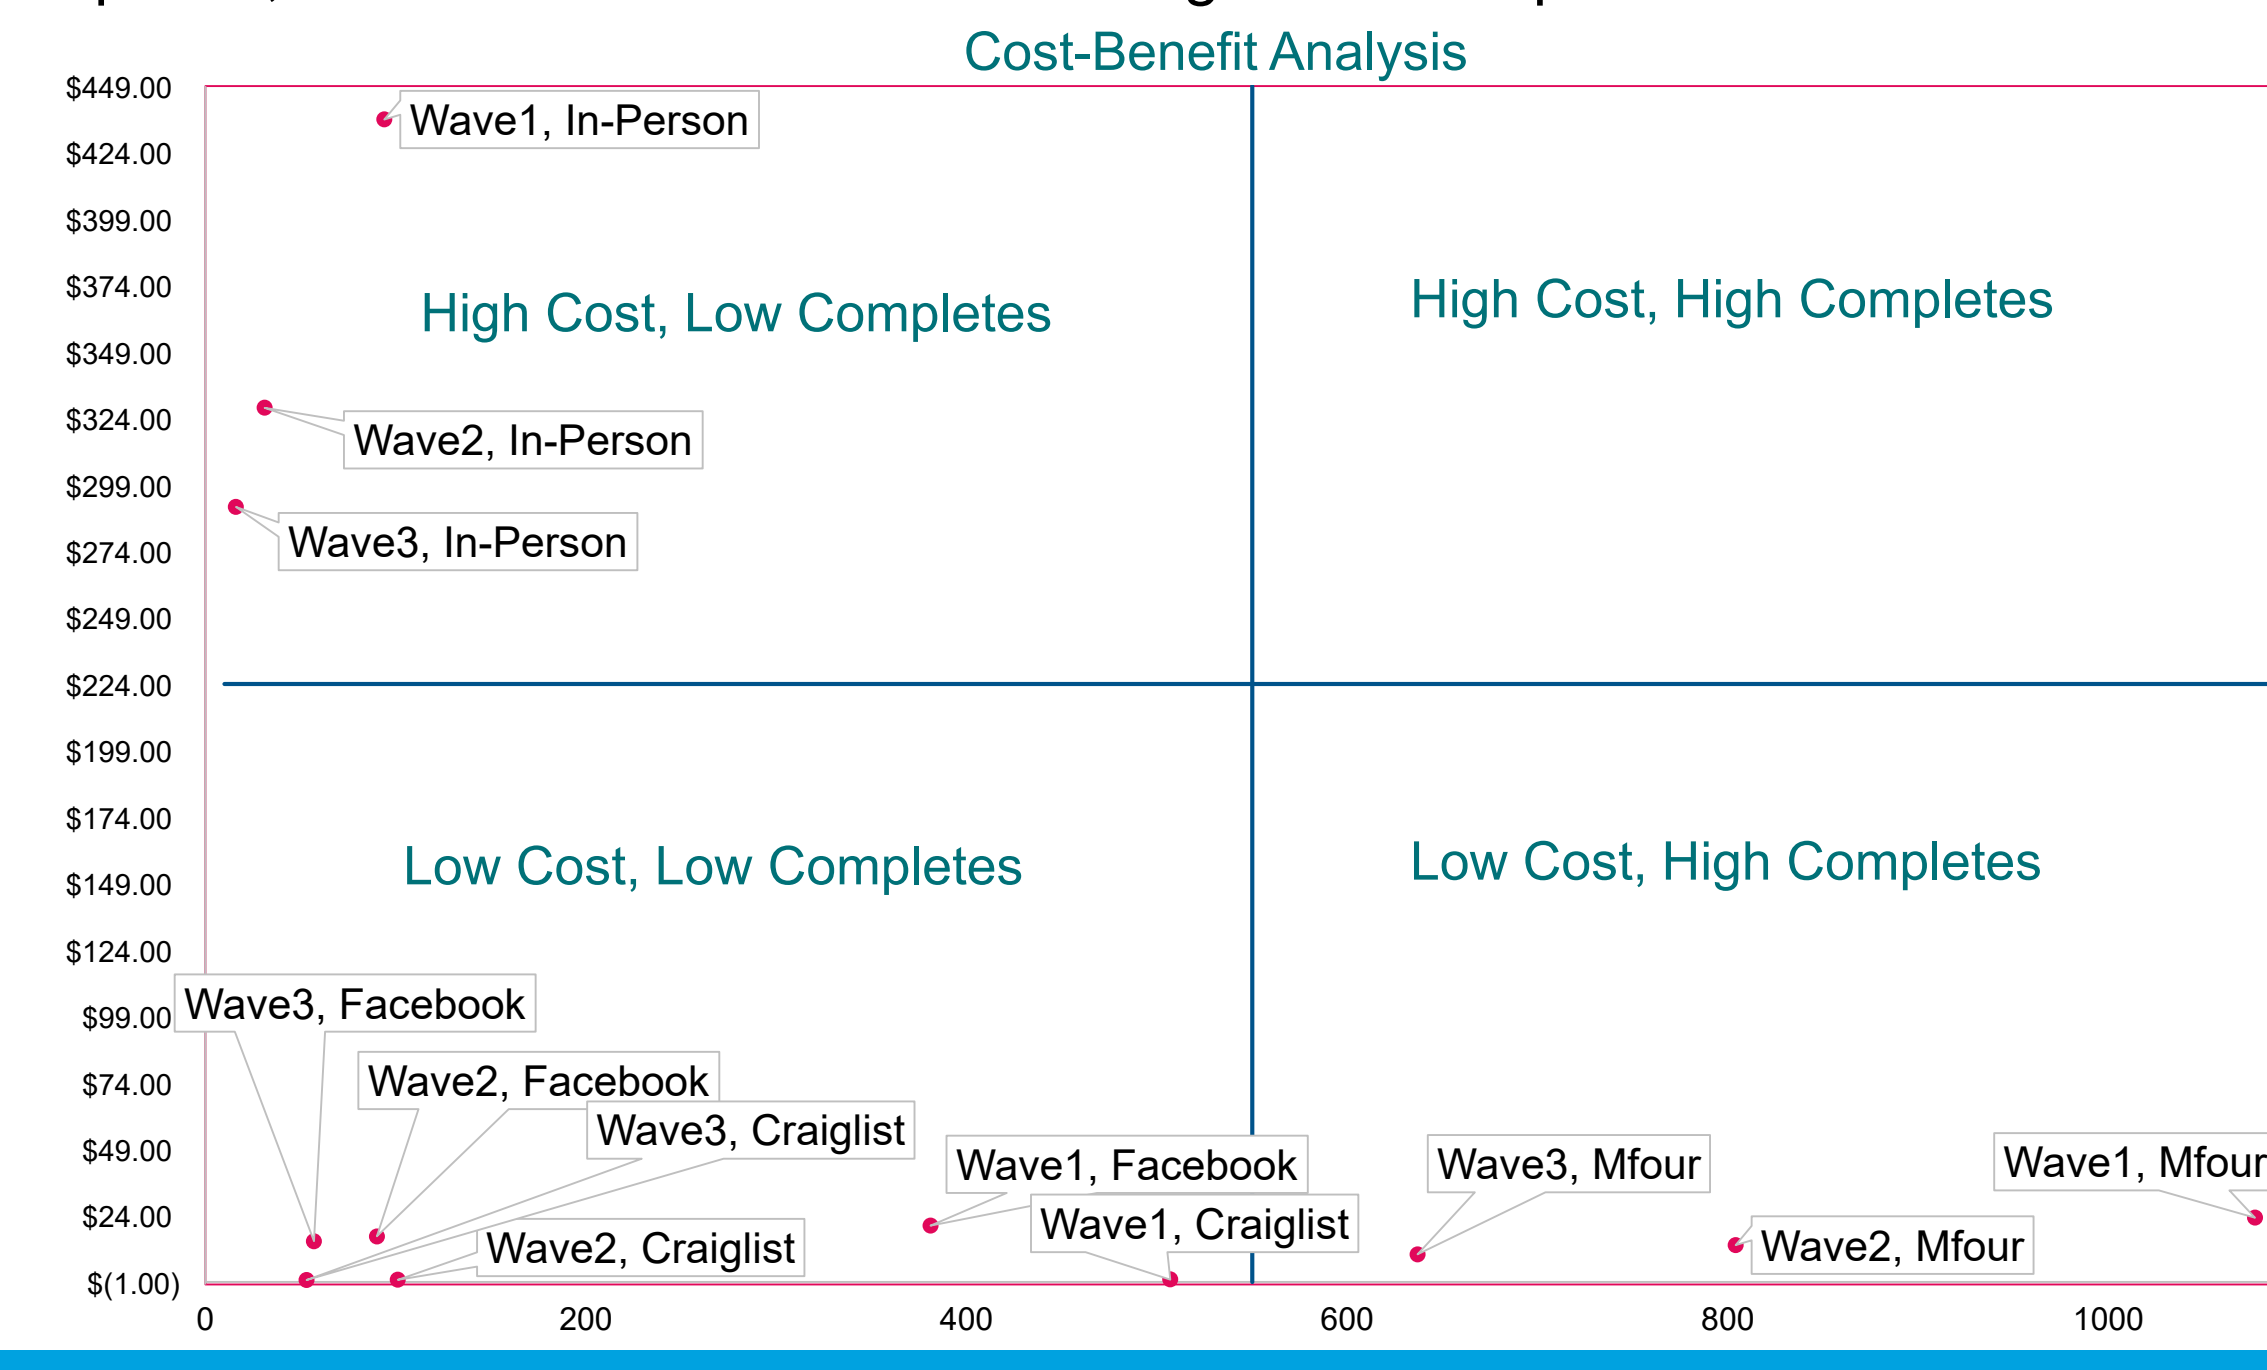 Cost-Benefit Analysis
$449.00
Wave1, In-Person
$424.00
$399.00
$374.00
High Cost, Low Completes
High Cost, High Completes
$349.00
$324.00
Wave2, In-Person
$299.00
Wave3, In-Person
$274.00
$249.00
$224.00
$199.00
$174.00
Low Cost, Low Completes
Low Cost, High Completes
$149.00
$124.00
Wave3, Facebook
$99.00
Wave2, Facebook
$74.00
Wave3, Craiglist
$49.00
Wave1, Facebook
Wave3, Mfour
Wave1, Mfour
$24.00
Wave1, Craiglist
Wave2, Craiglist
Wave2, Mfour
$(1.00)
0 200 400 600 800 1000